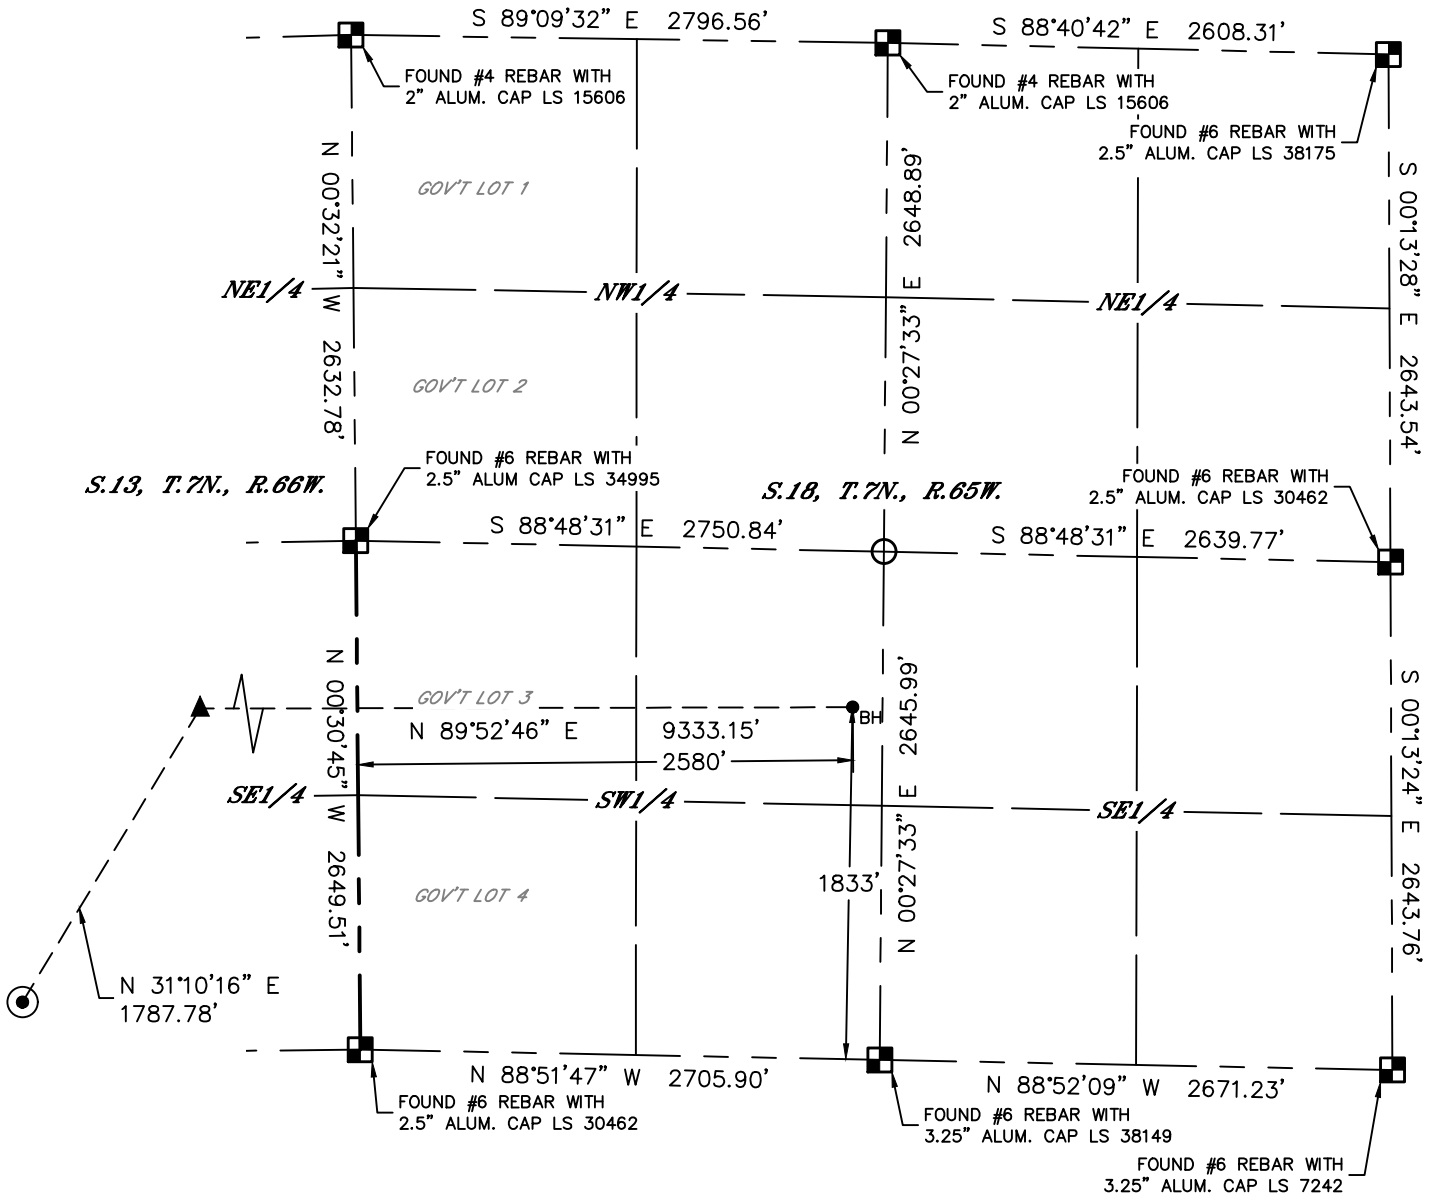 S 89°09'32" E 2796.56'
S 88°40'42" E 2608.31'
FOUND #4 REBAR WITH
2" ALUM. CAP LS 15606
FOUND #4 REBAR WITH
2" ALUM. CAP LS 15606
FOUND #6 REBAR WITH
2.5" ALUM. CAP LS 38175
N 00°32'21" W 2632.78'
GOV'T LOT 1
N 00°27'33" E 2648.89'
S 00°13'28" E 2643.54'
NE1/4
NW1/4
NE1/4
GOV'T LOT 2
FOUND #6 REBAR WITH
2.5" ALUM CAP LS 34995
FOUND #6 REBAR WITH
2.5" ALUM. CAP LS 30462
S.13, T.7N., R.66W.
S.18, T.7N., R.65W.
S 88°48'31" E 2750.84'
S 88°48'31" E 2639.77'
N 00°30'45" W 2649.51'
GOV'T LOT 3
N 00°27'33" E 2645.99'
S 00°13'24" E 2643.76'
BH
N 89°52'46" E 9333.15'
2580'
SE1/4
SW1/4
SE1/4
1833'
GOV'T LOT 4
N 31°10'16" E
1787.78'
N 88°51'47" W 2705.90'
N 88°52'09" W 2671.23'
FOUND #6 REBAR WITH
2.5" ALUM. CAP LS 30462
FOUND #6 REBAR WITH
3.25" ALUM. CAP LS 38149
FOUND #6 REBAR WITH
3.25" ALUM. CAP LS 7242